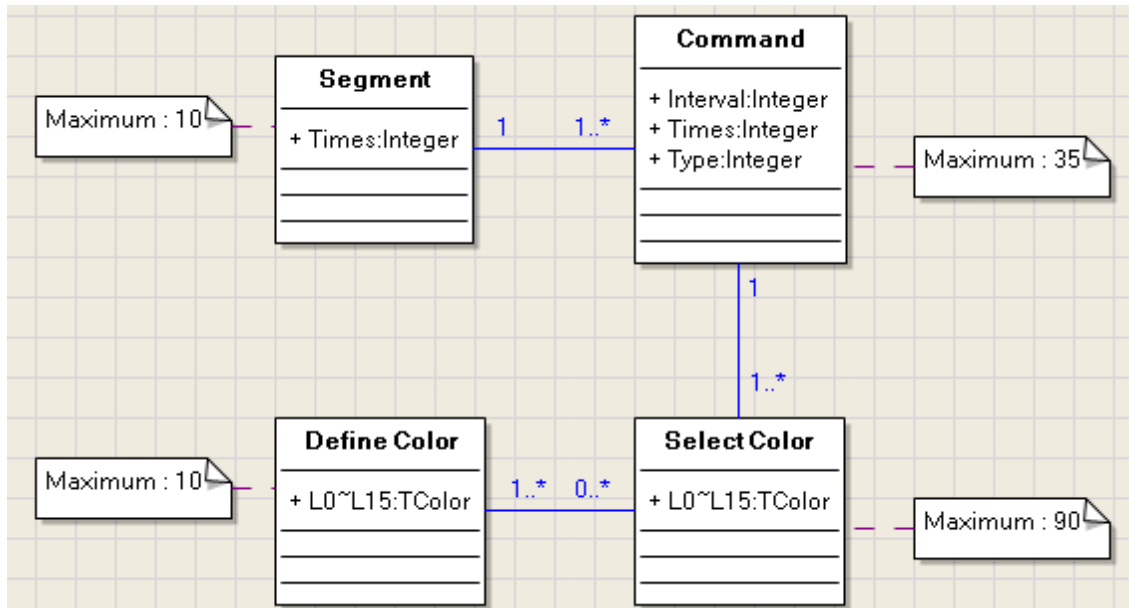 Command
Segment
+ Interval:Integer
Maximum : 10
+ Times:Integer
1
1..*
+ Times:Integer
+ Type:Integer
Maximum : 35
1
1..*
Define Color
Select Color
Maximum : 10
+ L0~L15:TColor
1..*
0..*
+ L0~L15:TColor
Maximum : 90